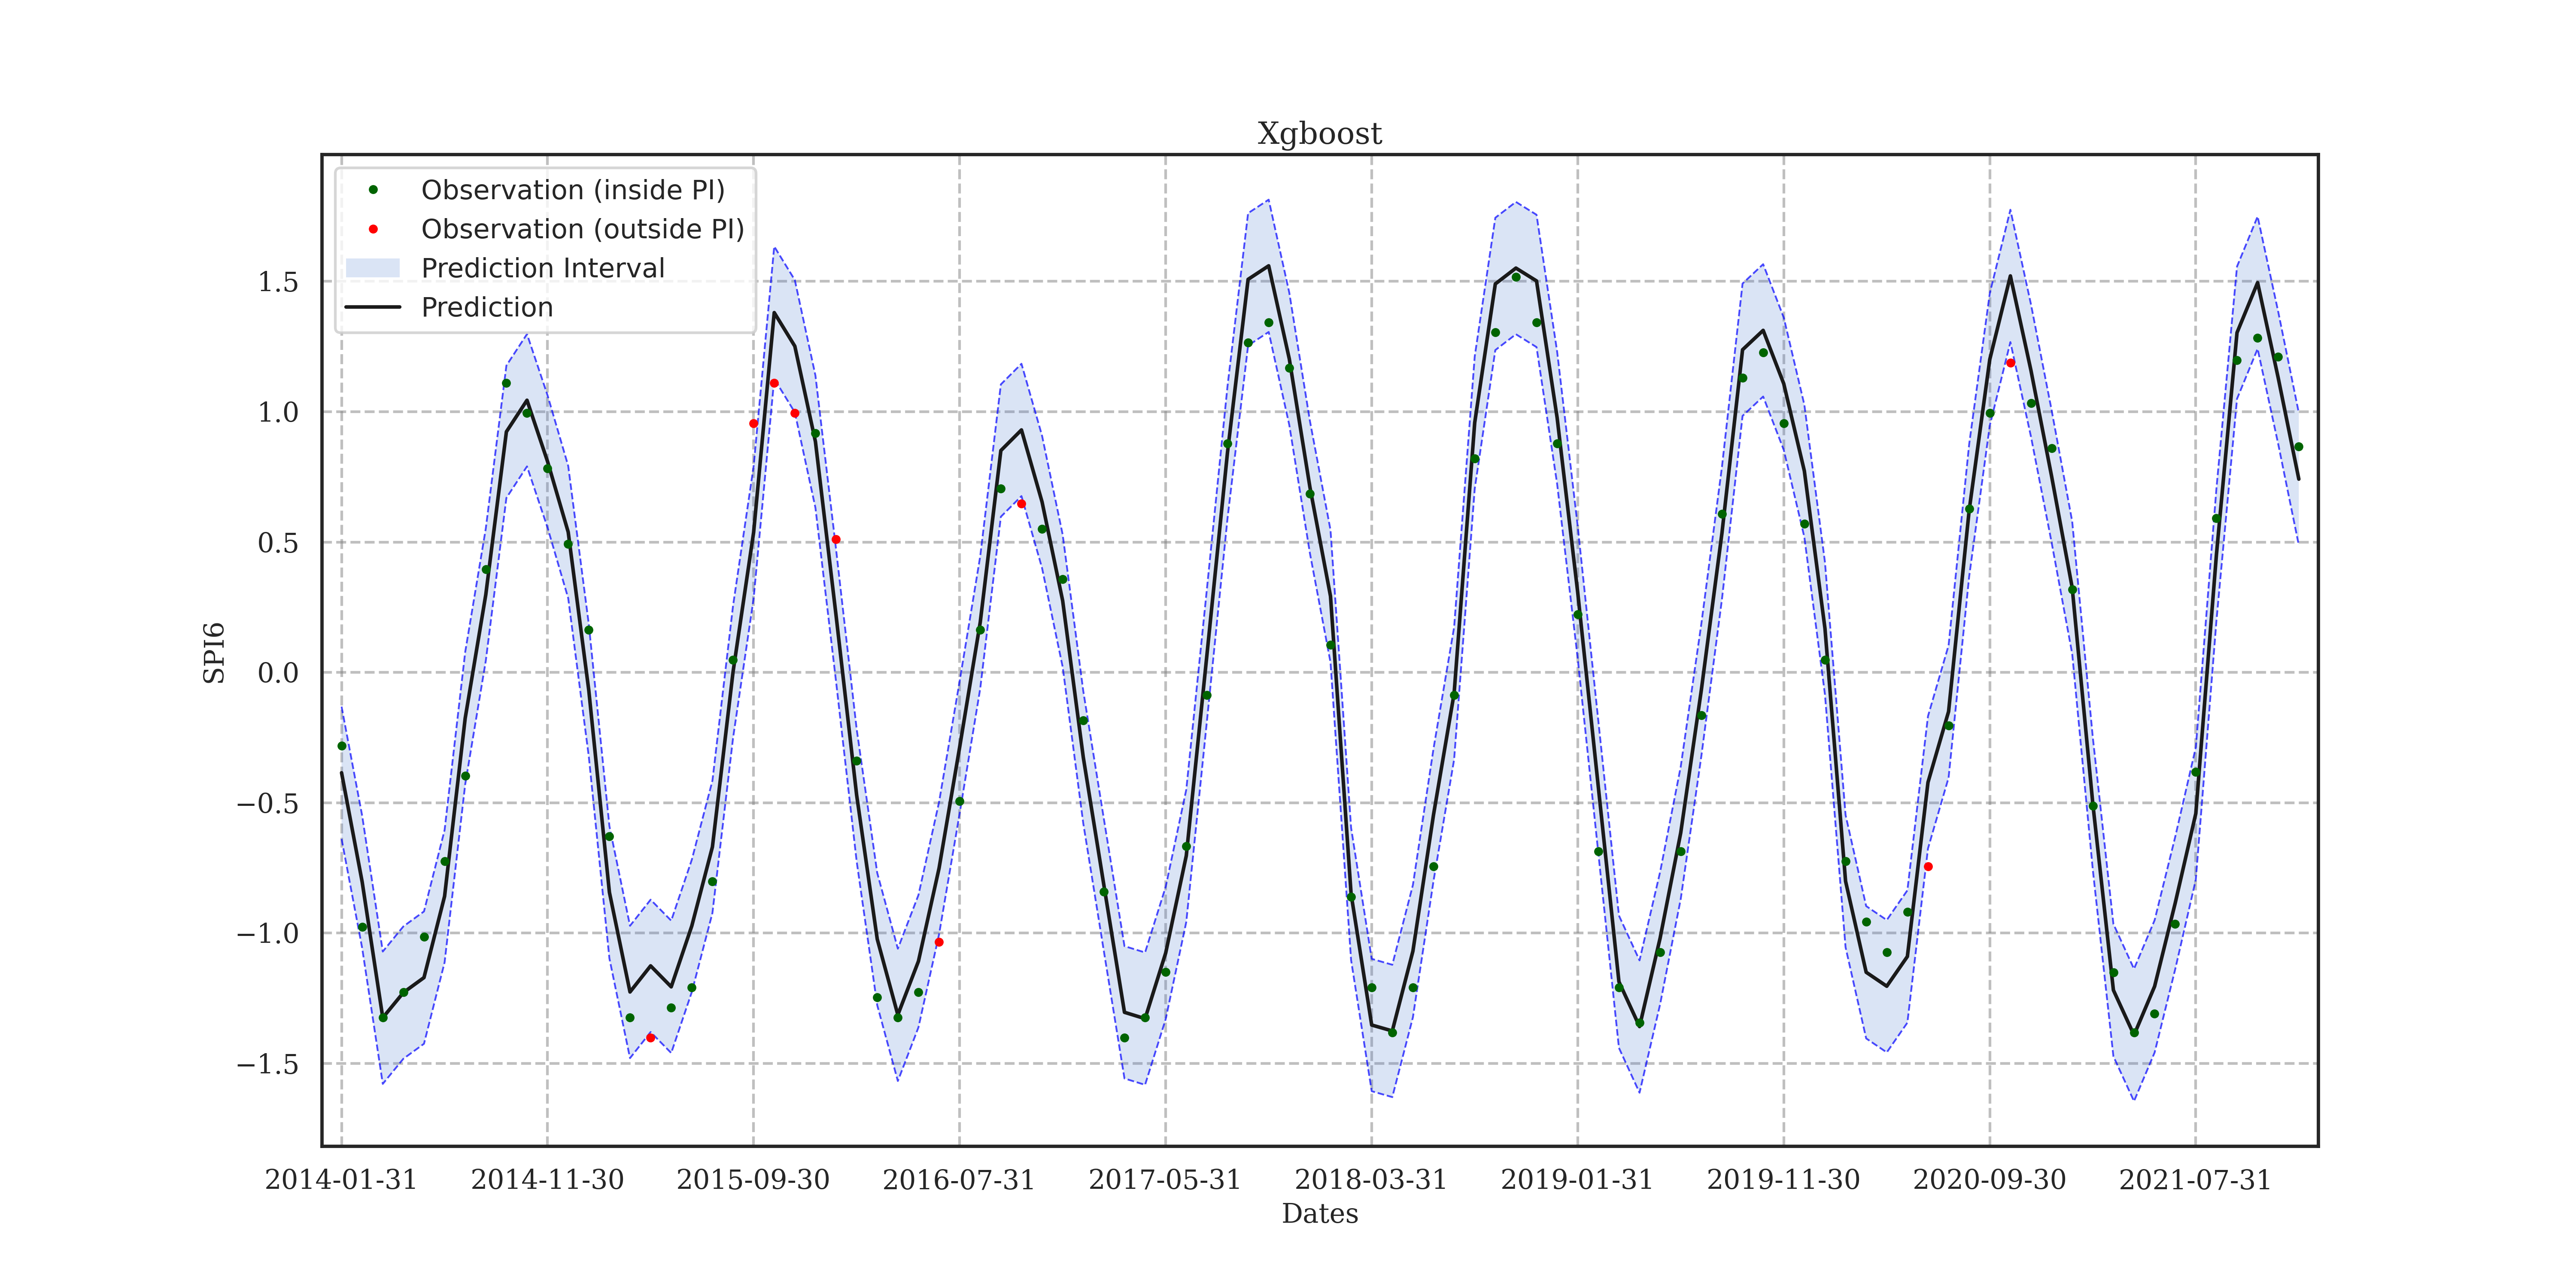 Xgboost
Observation (inside PI)
Observation (outside PI)
Prediction Interval
Prediction
1.5
1.0
0.5
0.0
−0.5
−1.0
−1.5
SPI6
2014-01-31 2014-11-30 2015-09-30 2016-07-31 2017-05-31 2018-03-31 2019-01-31 2019-11-30 2020-09-30 2021-07-31
Dates